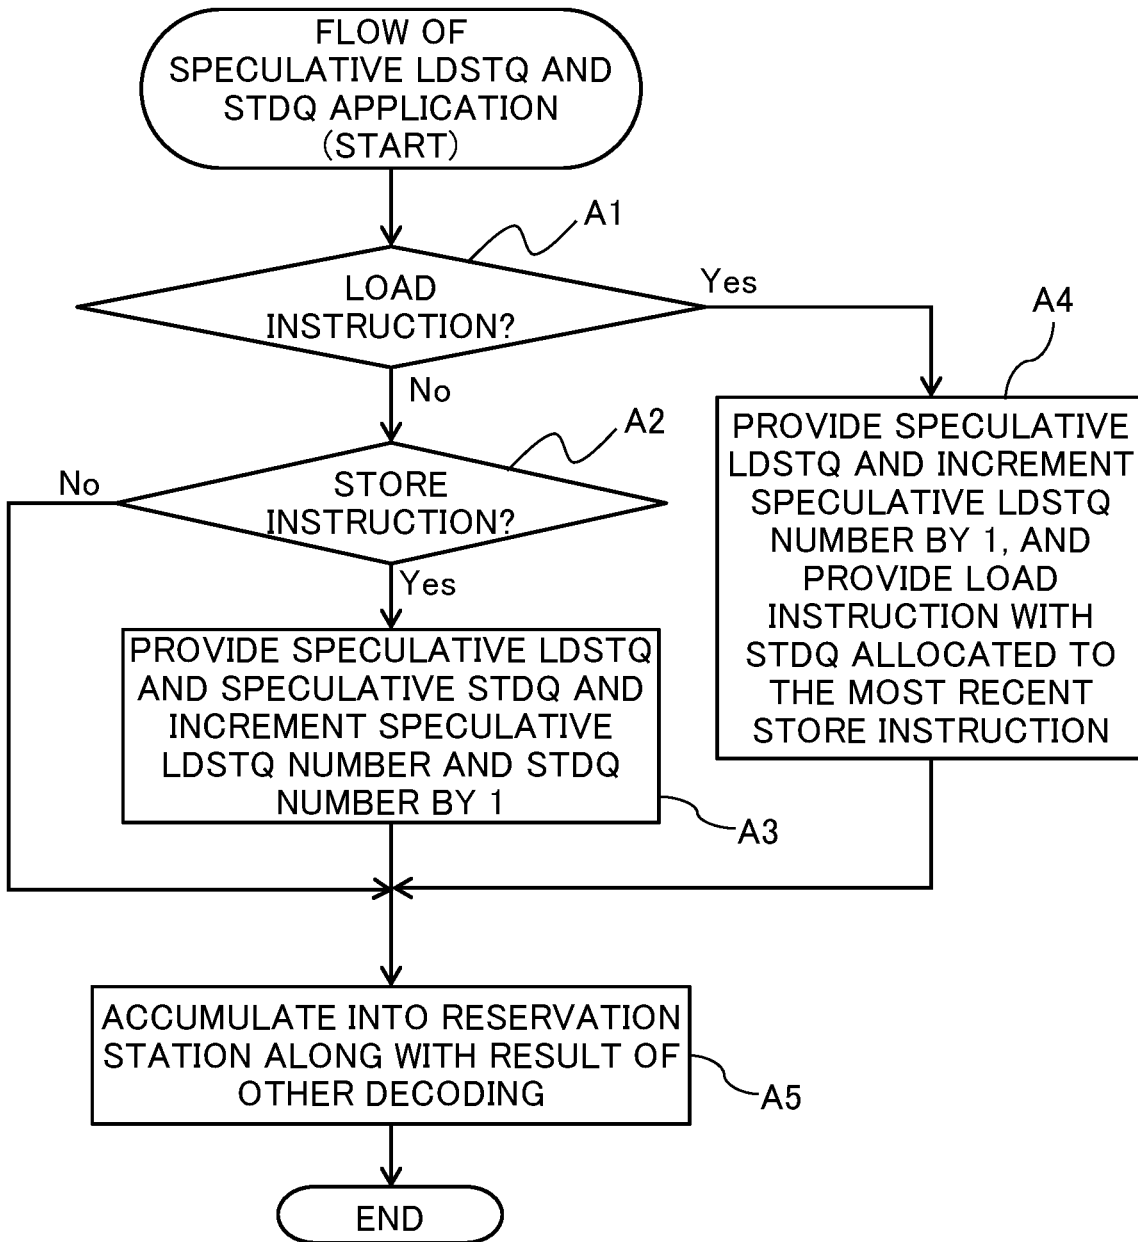 FLOW OF
SPECULATIVE LDSTQ AND
STDQ APPLICATION
(START)
A1
LOAD
INSTRUCTION?
Yes
No
A4
PROVIDE SPECULATIVE
LDSTQ AND INCREMENT
SPECULATIVE LDSTQ
NUMBER BY 1, AND
PROVIDE LOAD
INSTRUCTION WITH
STDQ ALLOCATED TO
THE MOST RECENT
STORE INSTRUCTION
A2
STORE
INSTRUCTION?
No
Yes
PROVIDE SPECULATIVE LDSTQ
AND SPECULATIVE STDQ AND
INCREMENT SPECULATIVE
LDSTQ NUMBER AND STDQ
NUMBER BY 1
A3
ACCUMULATE INTO RESERVATION
STATION ALONG WITH RESULT OF
OTHER DECODING
A5
END